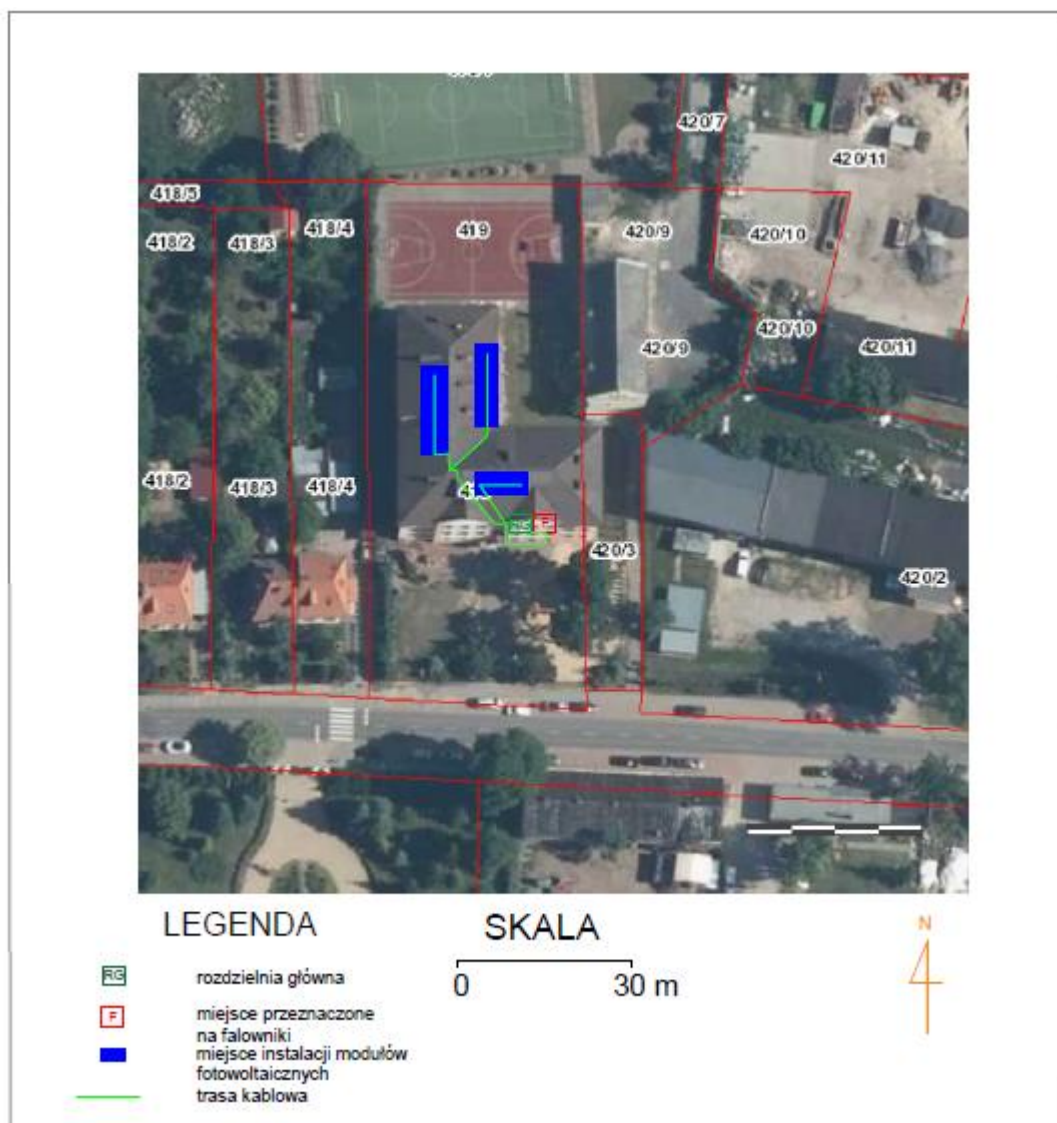 420/7
420/11
418/5
418/2
418/3
418/4
419
420/9
420/10
420/10
420/9
420/11
418/2
418/3
418/4
RG
F
420/3
420/2
LEGENDA
SKALA
N
RG
rozdzielnia główna
0
30 m
F
miejsce przeznaczone
na falowniki
miejsce instalacji modułów
fotowoltaicznych
trasa kablowa